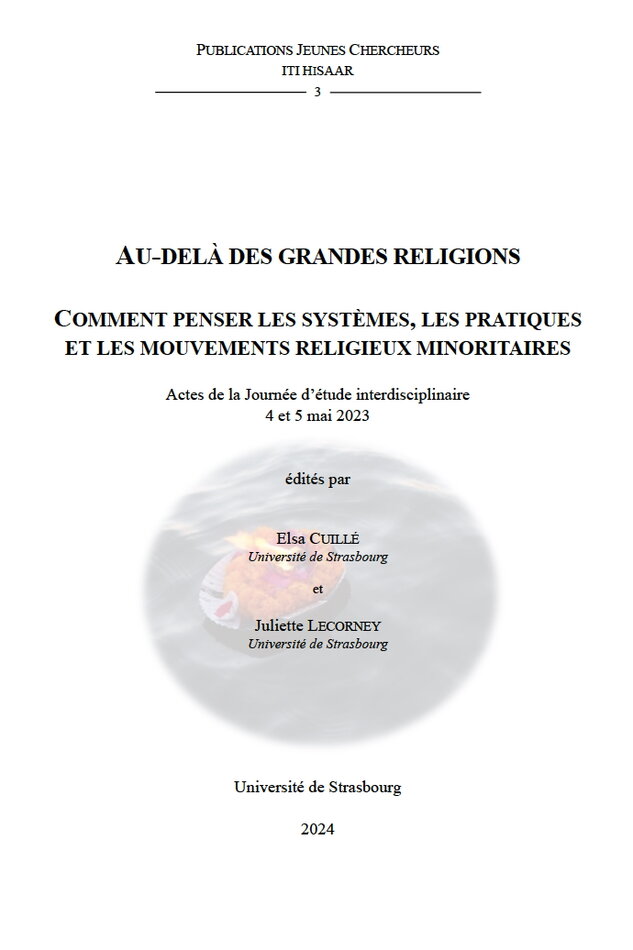 PUBLICATIONS JEUNES CHERCHEURS
ITI HISAAR
3
AU-DELÀ DES GRANDES RELIGIONS
COMMENT PENSER LES SYSTÈMES, LES PRATIQUES
ET LES MOUVEMENTS RELIGIEUX MINORITAIRES
Actes de la Journée d'étude interdisciplinaire
4 et 5 mai 2023
édités par
Elsa CUILLÉ
Université de Strasbourg
et
Juliette LECORNEY
Université de Strasbourg
Université de Strasbourg
2024